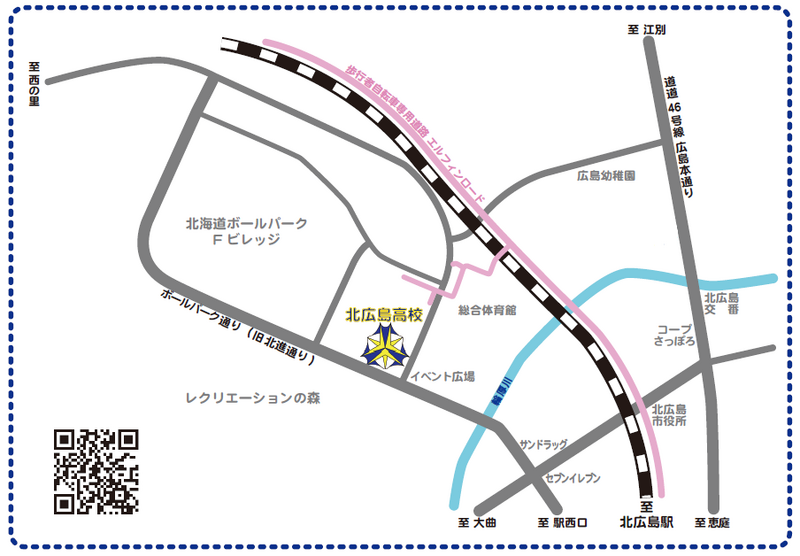 至 江別
至 西の里
歩行者自転車専用道路 エルフィンロード
道道46号線 広島本通り
広島幼稚園
北海道ボールパーク
Fビレッジ
総合体育館
北広島
交 番
北広島高校
コープ
さっぽろ
ボールパーク通り（旧北進通り）
イベント広場
レクリエーションの森
北広島
市役所
サンドラッグ
セブンイレブン
至 大曲
至 駅西口
至
北広島駅
至 恵庭